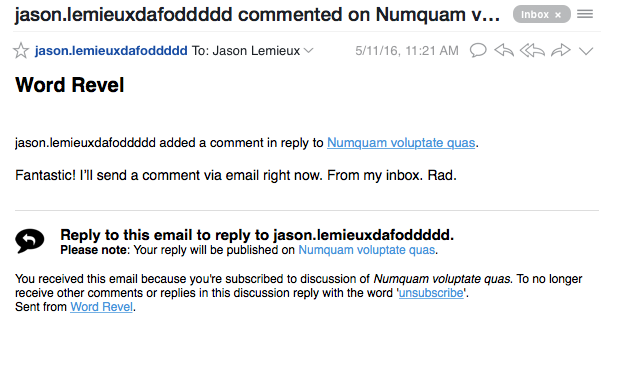 jason.lemieuxdafoddddd commented on Numquam v...
Inbox ×
jason.lemieuxdafoddddd To: Jason Lemieux
5/11/16, 11:21 AM
Word Revel
jason.lemieuxdafoddddd added a comment in reply to Numquam voluptate quas.
Fantastic! I'll send a comment via email right now. From my inbox. Rad.
Reply to this email to reply to jason.lemieuxdafoddddd.
Please note: Your reply will be published on Numquam voluptate quas.
You received this email because you're subscribed to discussion of Numquam voluptate quas. To no longer
receive other comments or replies in this discussion reply with the word 'unsubscribe'.
Sent from Word Revel.